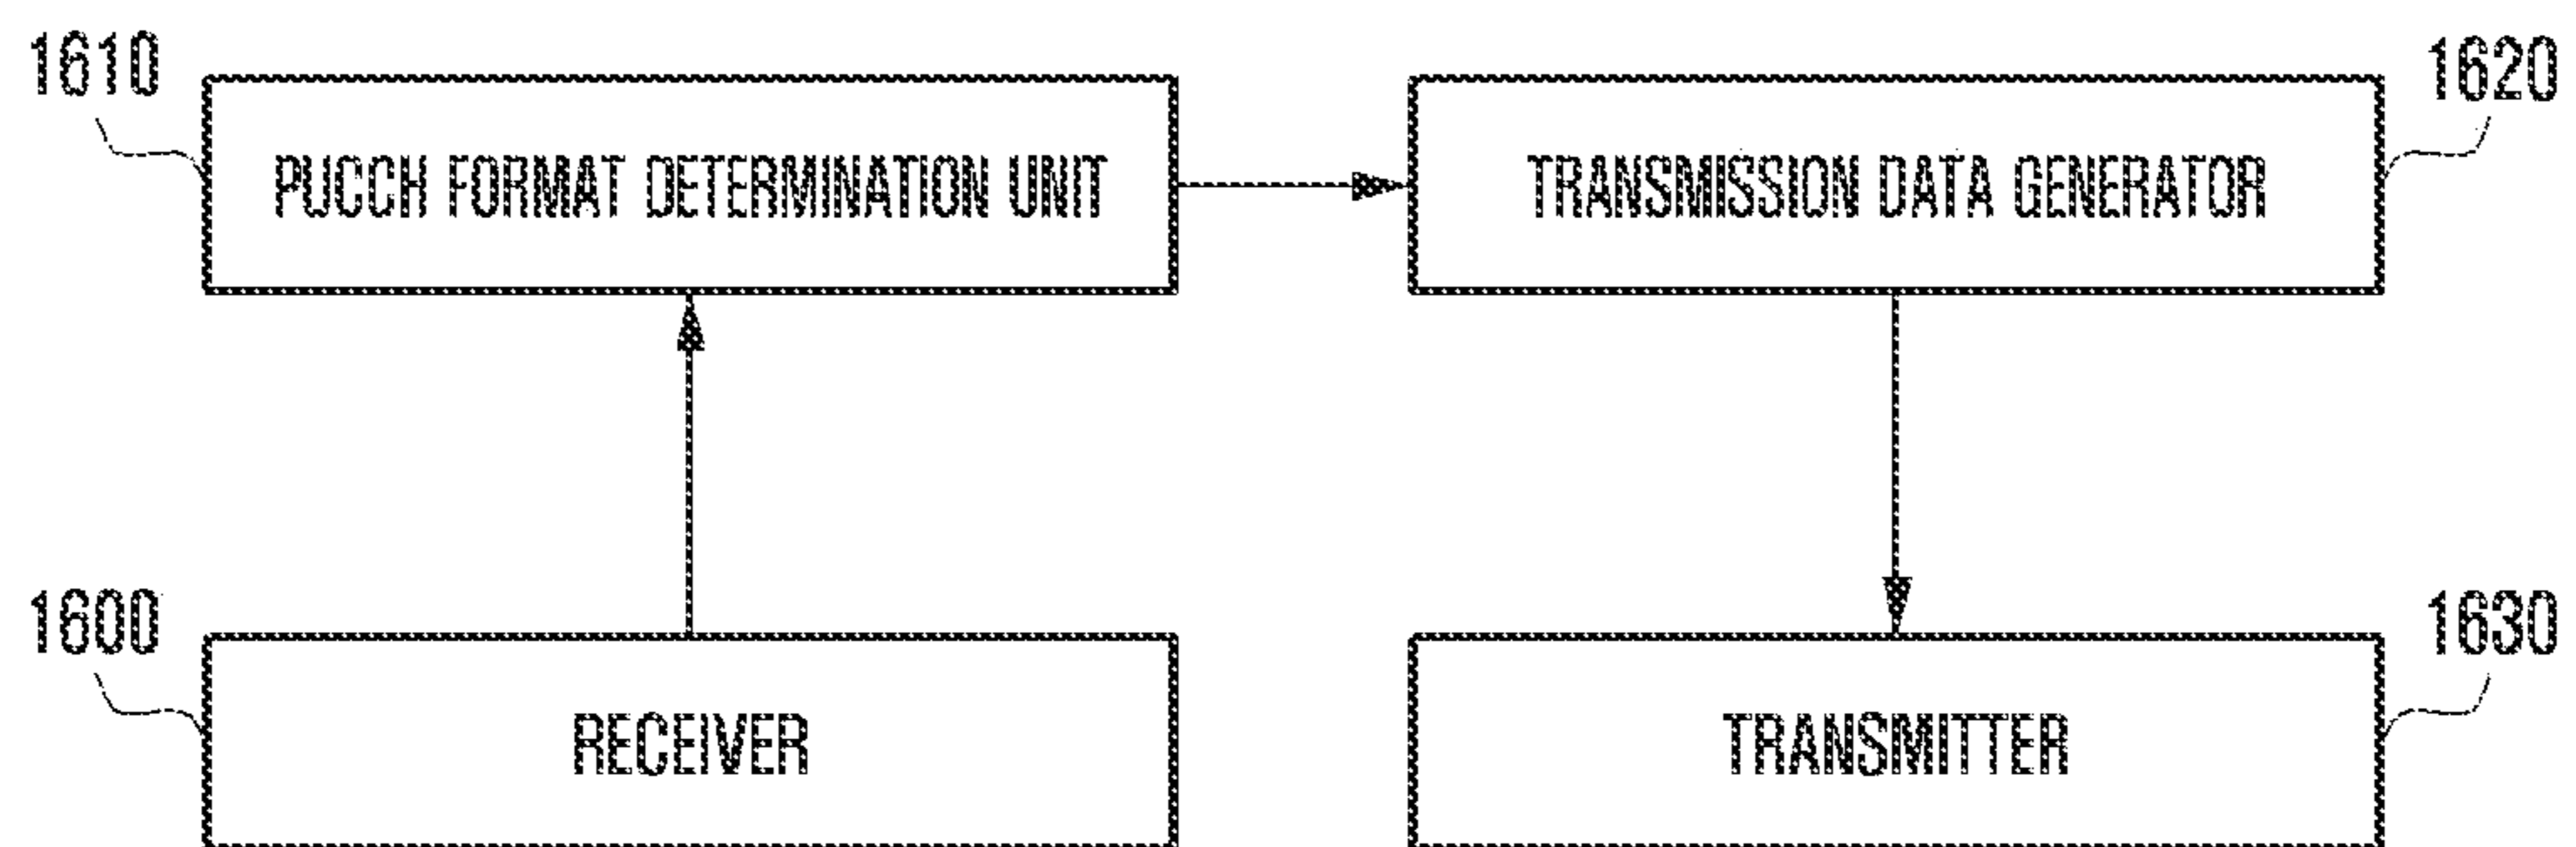 1610
PUCCH FORMAT DETERMINATION UNIT
TRANSMISSION DATA GENERATOR
1620
1600
RECEIVER
TRANSMITTER
1630